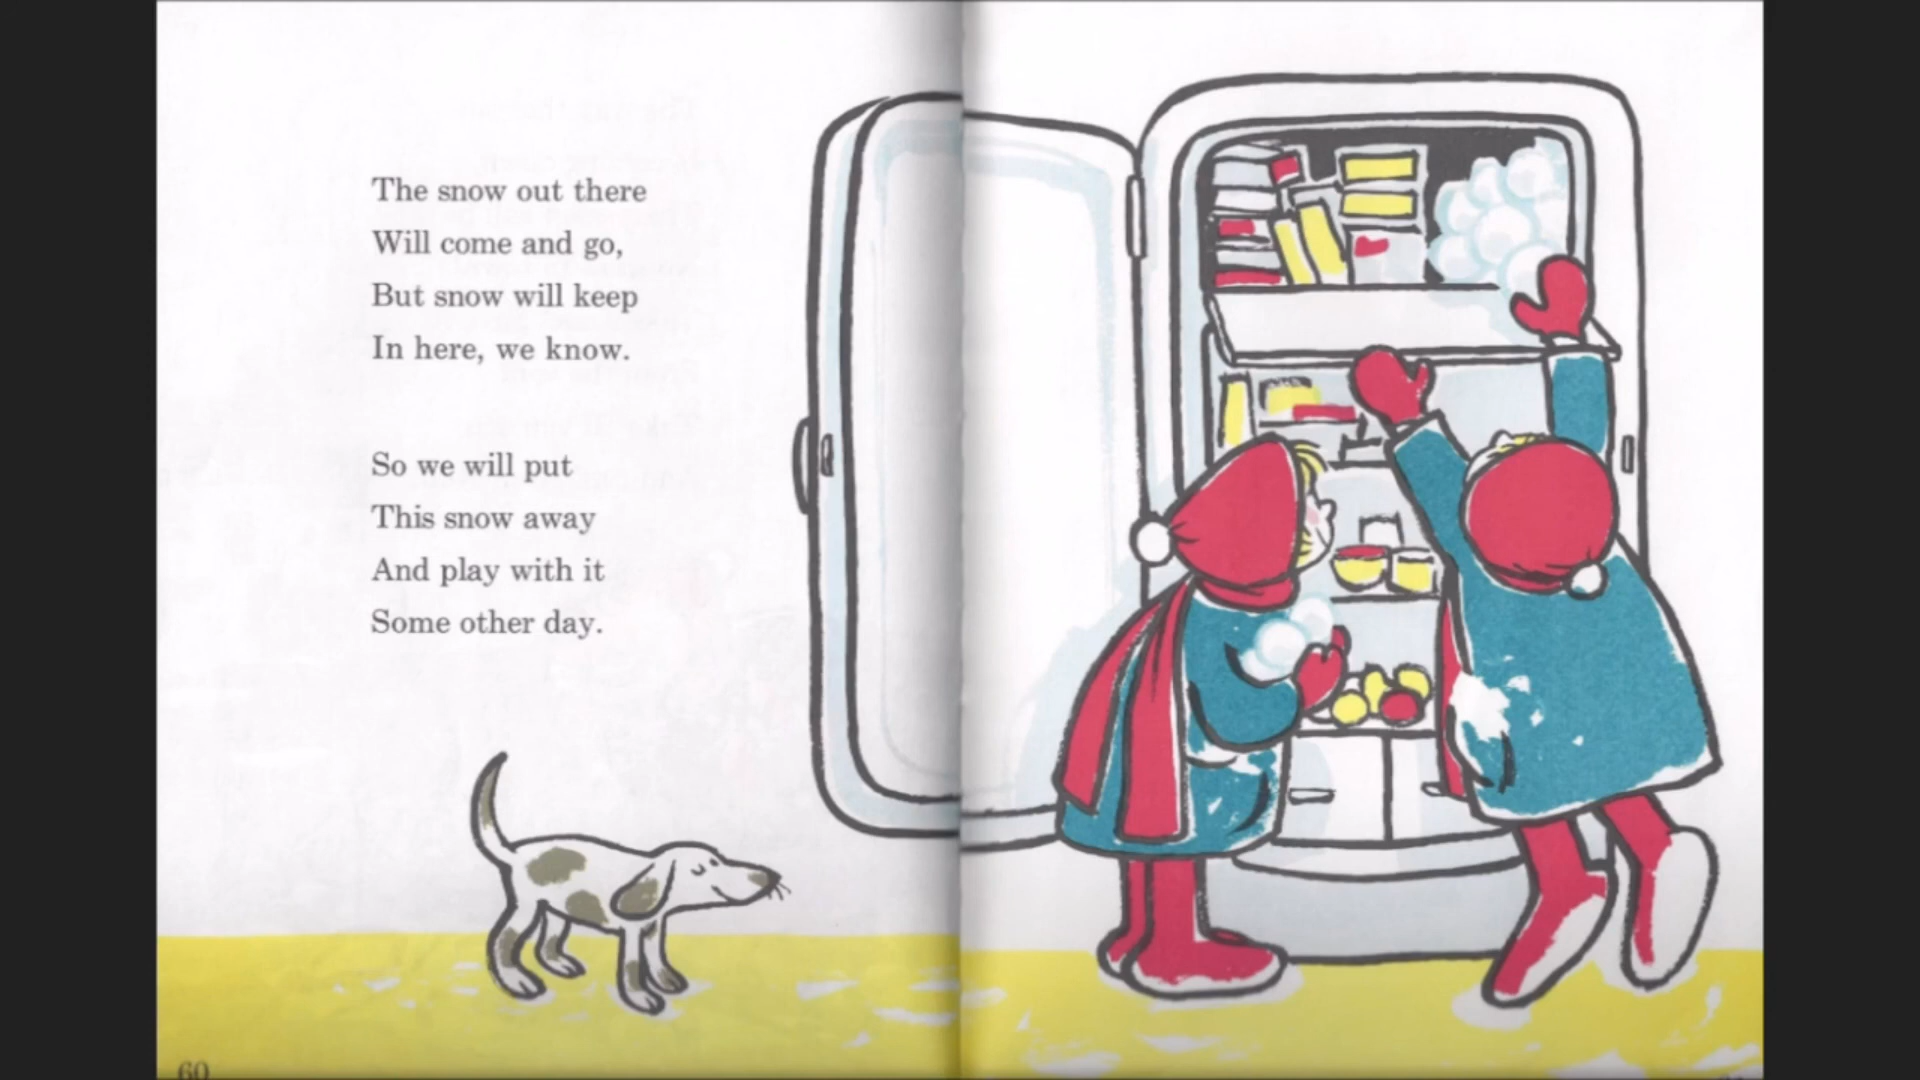 The snow out there
Will come and go,
But snow will keep
In here, we know.
So we will put
This snow away
And play with it
Some other day.
60